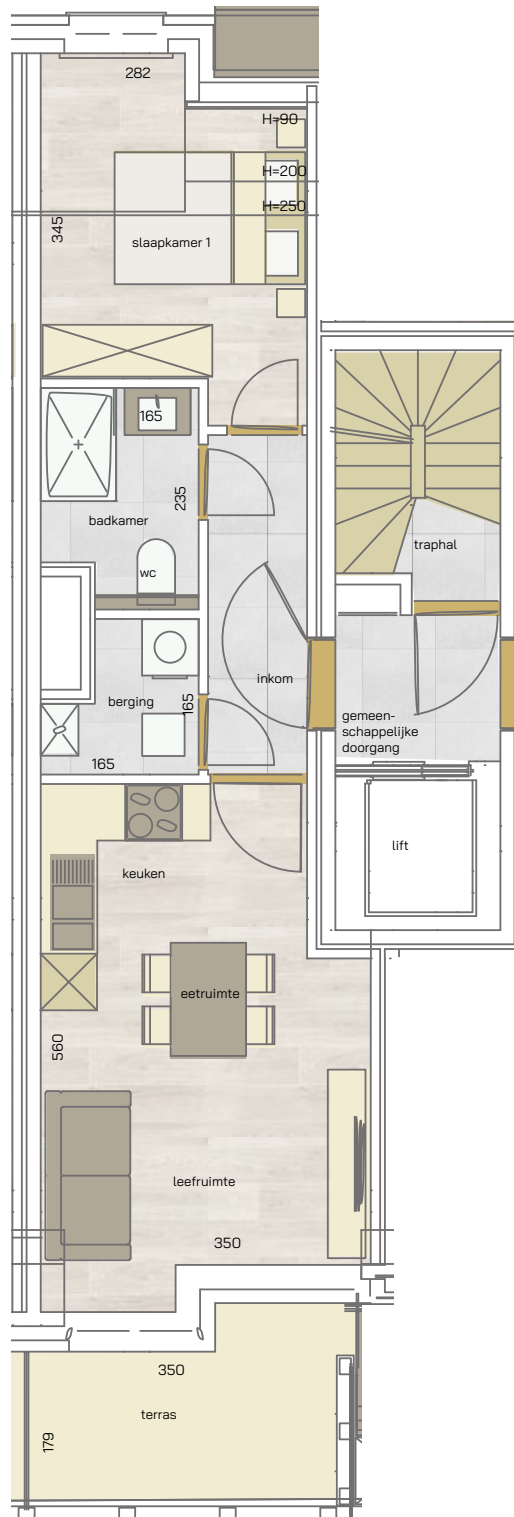 282
H=90
H=200
H=250
345
slaapkamer 1
165
235
badkamer
traphal
wc
inkom
berging
165
gemeen-
schappelijke
doorgang
165
lift
keuken
eetruimte
560
leefruimte
350
350
terras
179